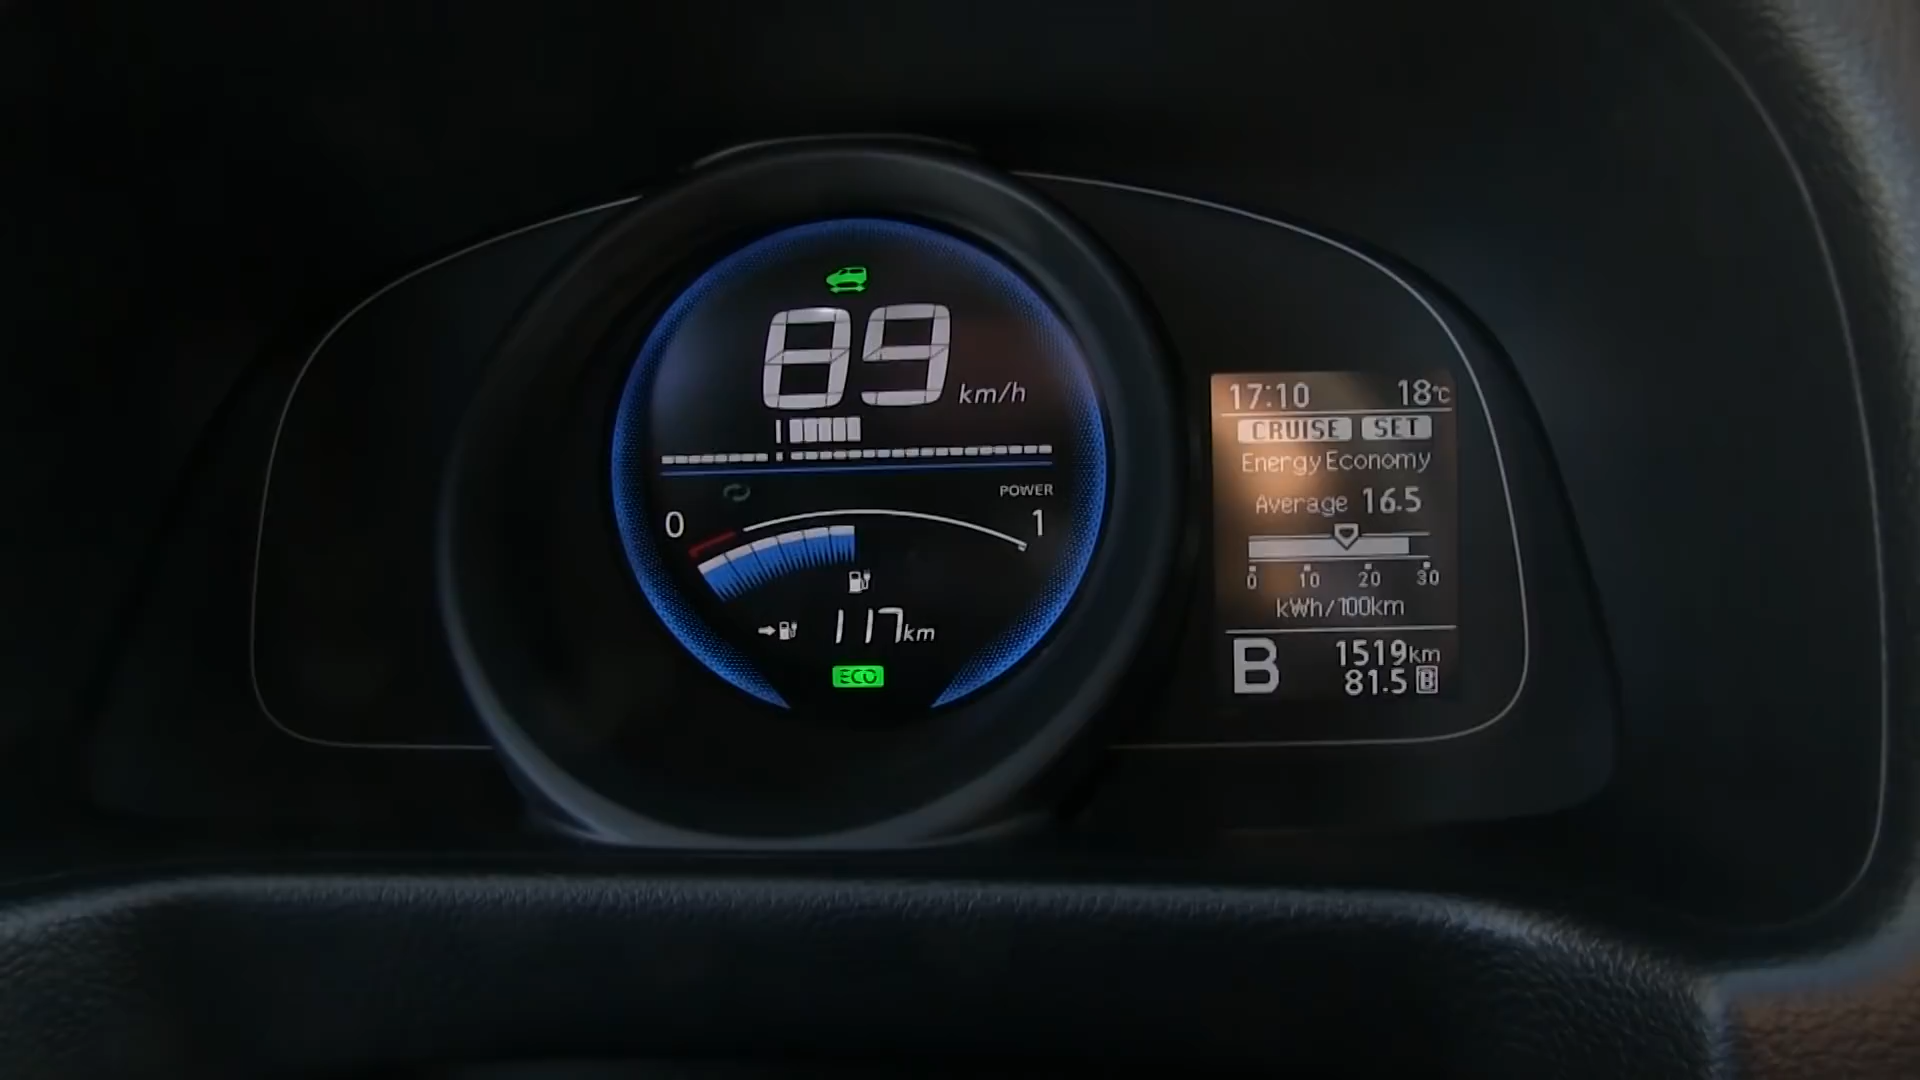 89 km/h
POWER
0 1
117km
ECO
17:10 18°C
CRUISE SET
Energy Economy
Average 16.5
0 10 20 30
kWh/100km
B 1519km
81.5 B